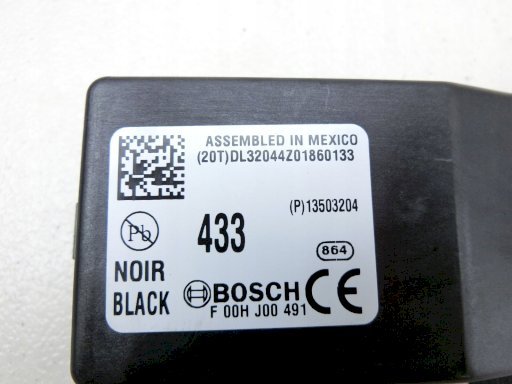 ASSEMBLED IN MEXICO
(20T)DL32044Z01860133
(P)13503204
Pb
433
864
NOIR
BLACK
BOSCH CE
F 00H J00 491